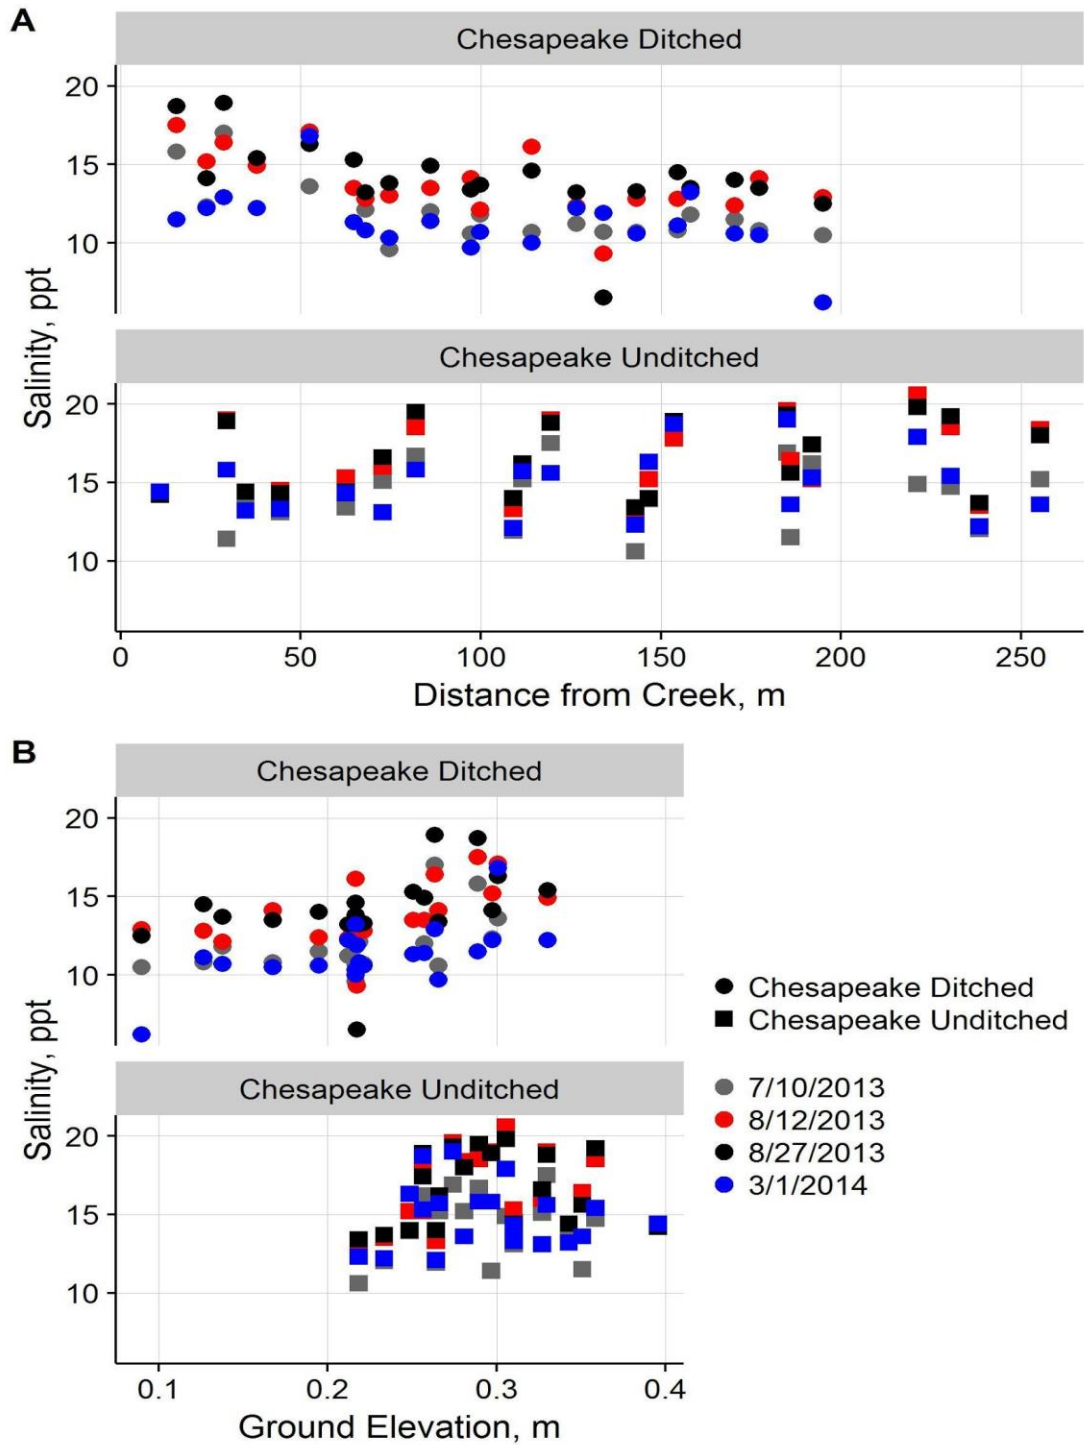 A
Chesapeake Ditched
20
15
10
Chesapeake Unditched
20
15
10
Salinity, ppt
0 50 100 150 200 250
Distance from Creek, m
B
Chesapeake Ditched
20
15
10
Chesapeake Unditched
20
15
10
Salinity, ppt
0.1 0.2 0.3 0.4
Ground Elevation, m
Chesapeake Ditched
Chesapeake Unditched
7/10/2013
8/12/2013
8/27/2013
3/1/2014